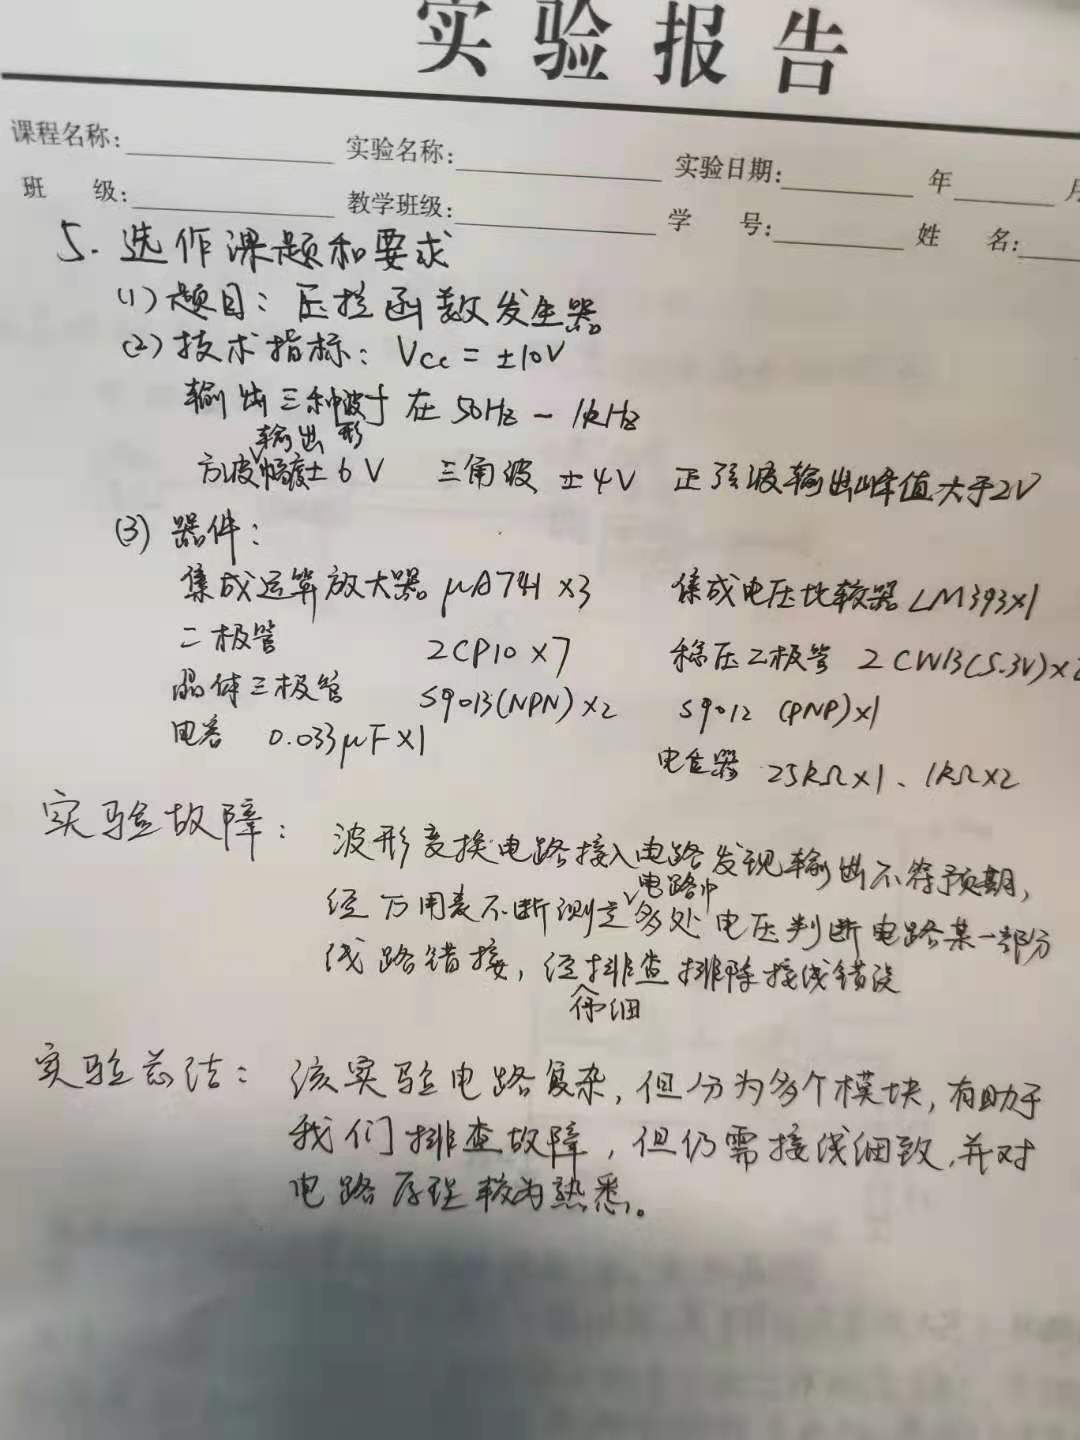 实验报告
课程名称: 实验名称: 实验日期: 年 月
班 级: 教学班级: 学 号: 姓 名:
5. 选作课题和要求
(1) 题目: 压控函数发生器
(2) 技术指标: Vcc = ±10V
输出三种波形 在 50Hz - 1kHz
方波输出幅度±6V 三角波 ±4V 正弦波输出峰值大于2V
(3) 器件:
集成运算放大器 μA741 ×3 集成电压比较器 LM393×1
二极管 2CP10 ×7 稳压二极管 2CW13(5.3V)×2
晶体三极管 S9013(NPN)×2 S9012 (PNP)×1
电容 0.033μF×1
电位器 25kΩ×1、1kΩ×2
实验故障: 波形变换电路接入电路发现输出不符预期,
经万用表不断测定电路中多处电压判断电路某一部分
线路错接, 经仔细排查排除接线错误
实验总结: 该实验电路复杂, 但分为多个模块, 有助于
我们排查故障, 但仍需接线细致, 并对
电路原理较为熟悉。